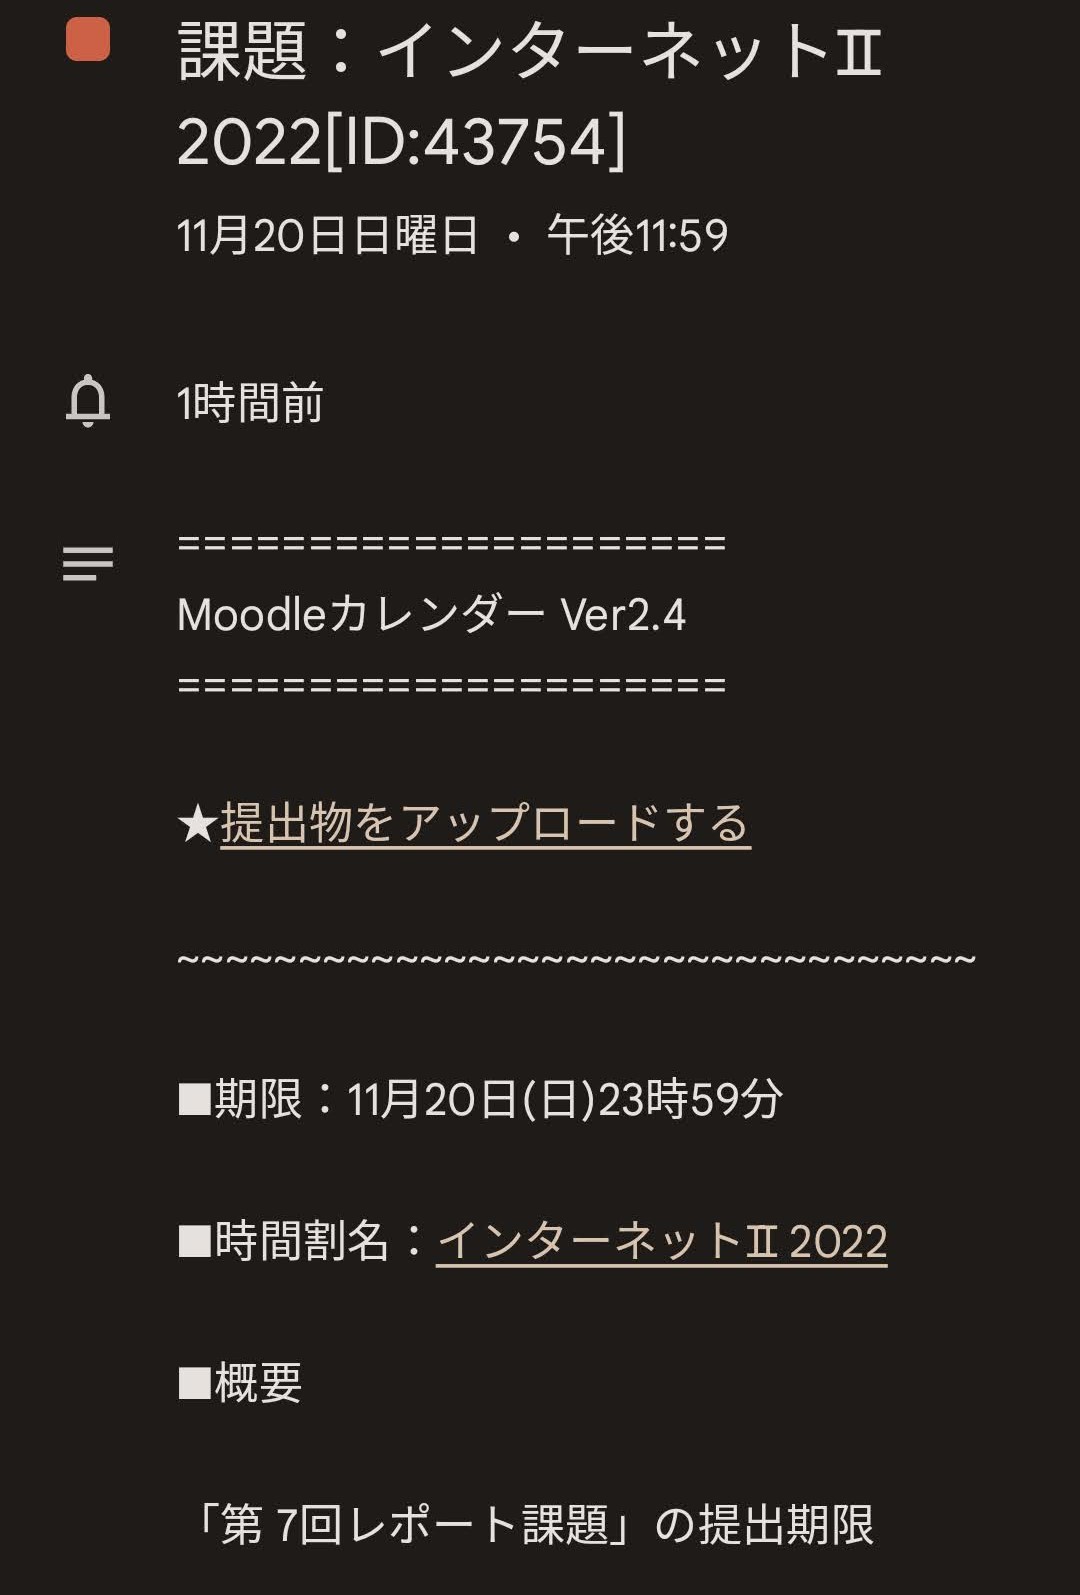 課題：インターネットⅡ
2022[ID:43754]
11月20日日曜日 • 午後11:59
1時間前
=====================
Moodleカレンダー Ver2.4
=====================
★提出物をアップロードする
~~~~~~~~~~~~~~~~~~~~~~~~~~~~~~~~~
■期限：11月20日(日)23時59分
■時間割名：インターネットⅡ 2022
■概要
「第 7回レポート課題」の提出期限